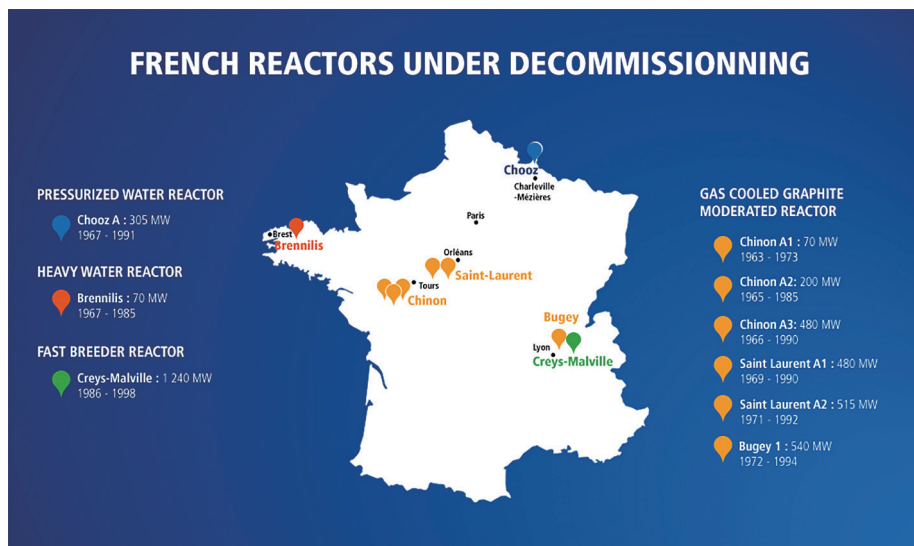 FRENCH REACTORS UNDER DECOMMISSIONNING
PRESSURIZED WATER REACTOR
Chooz A : 305 MW
1967 - 1991
HEAVY WATER REACTOR
Brennilis : 70 MW
1967 - 1985
FAST BREEDER REACTOR
Creys-Malville : 1 240 MW
1986 - 1998
Chooz
Charleville
-Mézières
Paris
Brest
Brennilis
Orléans
Saint-Laurent
Tours
Chinon
Bugey
Lyon
Creys-Malville
GAS COOLED GRAPHITE
MODERATED REACTOR
Chinon A1 : 70 MW
1963 - 1973
Chinon A2: 200 MW
1965 - 1985
Chinon A3: 480 MW
1966 - 1990
Saint Laurent A1 : 480 MW
1969 - 1990
Saint Laurent A2 : 515 MW
1971 - 1992
Bugey 1 : 540 MW
1972 - 1994